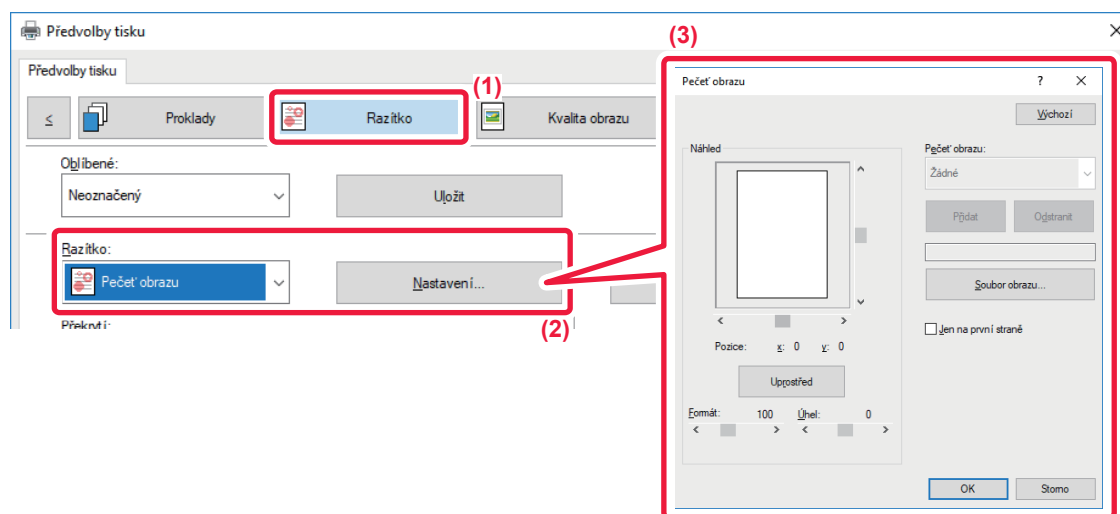 Předvolby tisku
Předvolby tisku
(1)
<
Proklady
Razítko
Kvalita obrazu
Oblíbené:
Neoznačený
Uložit
Razítko:
Pečeť obrazu
Nastavení...
Překrytí:
(2)
(3)
Pečeť obrazu
?
Výchozí
Náhled
Pozice: x: 0 y: 0
Uprostřed
Formát: 100 Úhel: 0
Pečeť obrazu:
Žádné
Přidat
Odstranit
Soubor obrazu...
Jen na první straně
OK
Storno